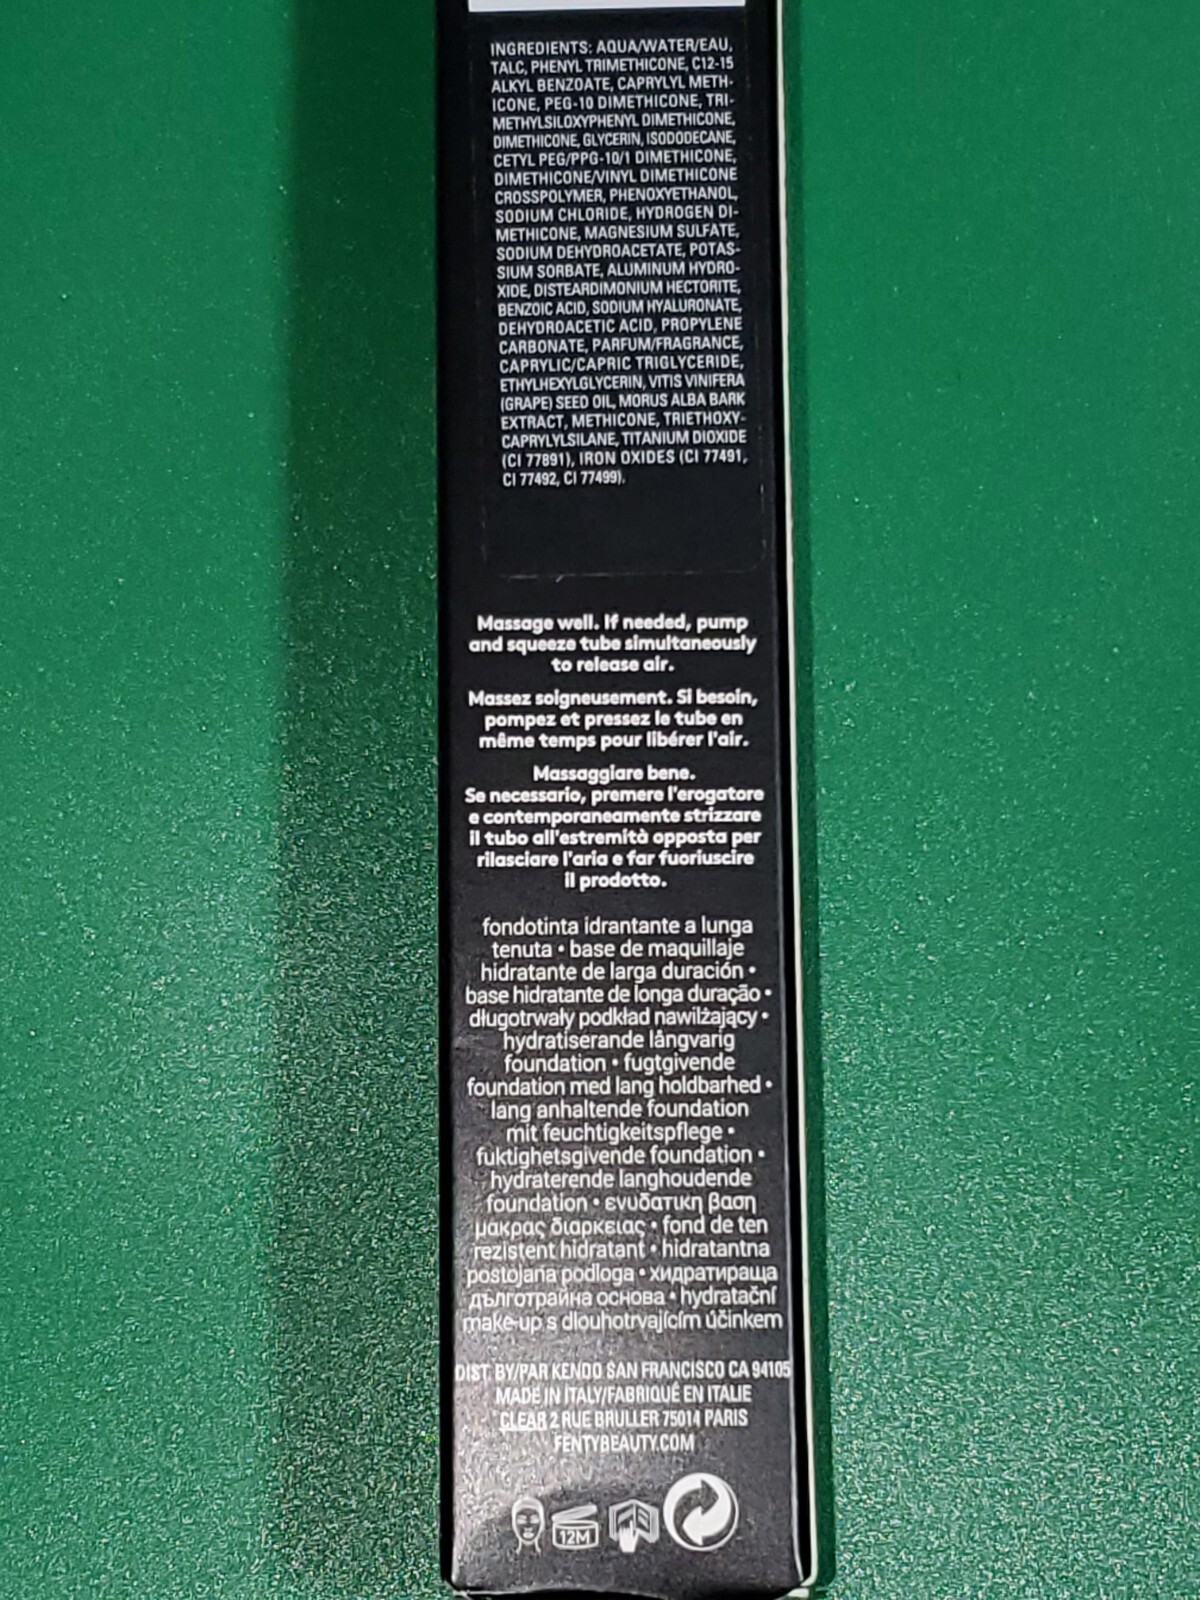 INGREDIENTS: AQUA/WATER/EAU,
TALC, PHENYL TRIMETHICONE, C12-15
ALKYL BENZOATE, CAPRYLYL METH-
ICONE, PEG-10 DIMETHICONE, TRI-
METHYLSILOXYPHENYL DIMETHICONE,
DIMETHICONE, GLYCERIN, ISODODECANE,
CETYL PEG/PPG-10/1 DIMETHICONE,
DIMETHICONE/VINYL DIMETHICONE
CROSSPOLYMER, PHENOXYETHANOL,
SODIUM CHLORIDE, HYDROGEN DI-
METHICONE, MAGNESIUM SULFATE,
SODIUM DEHYDROACETATE, POTAS-
SIUM SORBATE, ALUMINUM HYDRO-
XIDE, DISTEARDIMONIUM HECTORITE,
BENZOIC ACID, SODIUM HYALURONATE,
DEHYDROACETIC ACID, PROPYLENE
CARBONATE, PARFUM/FRAGRANCE,
CAPRYLIC/CAPRIC TRIGLYCERIDE,
ETHYLHEXYLGLYCERIN, VITIS VINIFERA
(GRAPE) SEED OIL, MORUS ALBA BARK
EXTRACT, METHICONE, TRIETHOXY-
CAPRYLYLSILANE, TITANIUM DIOXIDE
(CI 77891), IRON OXIDES (CI 77491,
CI 77492, CI 77499).
Massage well. If needed, pump
and squeeze tube simultaneously
to release air.
Massez soigneusement. Si besoin,
pompez et pressez le tube en
même temps pour libérer l'air.
Massaggiare bene.
Se necessario, premere l'erogatore
e contemporaneamente strizzare
il tubo all'estremità opposta per
rilasciare l'aria e far fuoriuscire
il prodotto.
fondotinta idratante a lunga
tenuta • base de maquillaje
hidratante de larga duración •
base hidratante de longa duração •
długotrwały podkład nawilżający •
hydratiserande långvarig
foundation • fugtgivende
foundation med lang holdbarhed •
lang anhaltende foundation
mit feuchtigkeitspflege •
fuktighetsgivende foundation •
hydraterende langhoudende
foundation • ενυδατικη βαση
μακρας διαρκειας • fond de ten
rezistent hidratant • hidratantna
postojana podloga • хидратираща
дълготрайна основа • hydratační
make-up s dlouhotrvajícím účinkem
DIST. BY/PAR KENDO SAN FRANCISCO CA 94105
MADE IN ITALY/FABRIQUÉ EN ITALIE
CLEAR 2 RUE BRULLER 75014 PARIS
FENTYBEAUTY.COM
12M